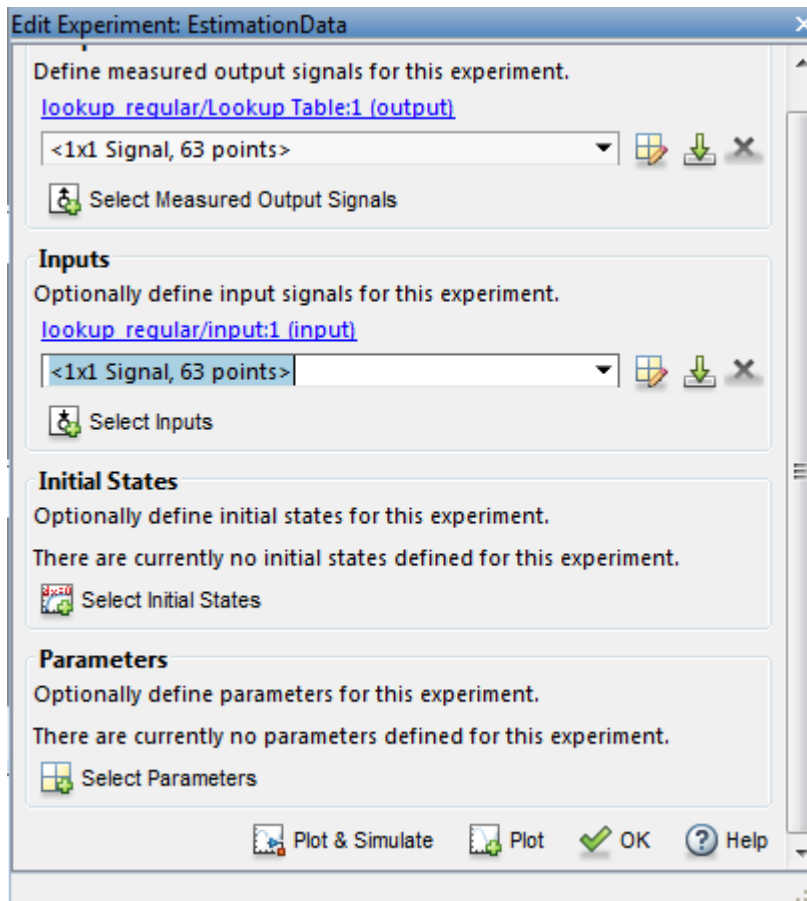 Edit Experiment: EstimationData
Define measured output signals for this experiment.
lookup_regular/Lookup Table:1 (output)
<1x1 Signal, 63 points>
Select Measured Output Signals
Inputs
Optionally define input signals for this experiment.
lookup_regular/input:1 (input)
<1x1 Signal, 63 points>
Select Inputs
Initial States
Optionally define initial states for this experiment.
There are currently no initial states defined for this experiment.
Select Initial States
Parameters
Optionally define parameters for this experiment.
There are currently no parameters defined for this experiment.
Select Parameters
Plot & Simulate Plot OK Help